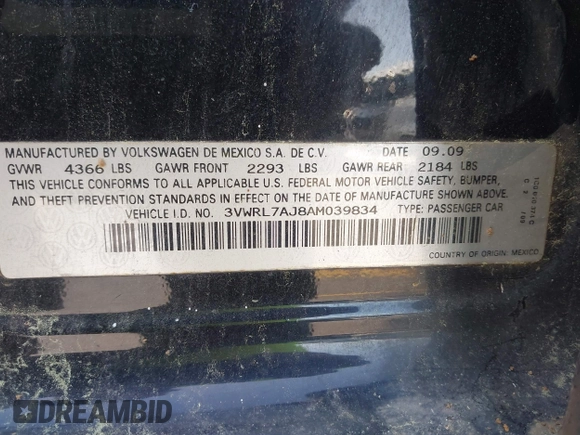 MANUFACTURED BY VOLKSWAGEN DE MEXICO S.A. DE C.V. DATE 09.09
GVWR 4366 LBS GAWR FRONT 2293 LBS GAWR REAR 2184 LBS
THIS VEHICLE CONFORMS TO ALL APPLICABLE U.S. FEDERAL MOTOR VEHICLE SAFETY, BUMPER,
AND THEFT PREVENTION STANDARDS IN EFFECT ON THE DATE OF MANUFACTURE SHOWN ABOVE.
VEHICLE I.D. NO. 3VWRL7AJ8AM039834 TYPE: PASSENGER CAR
COUNTRY OF ORIGIN: MEXICO
DREAMBID